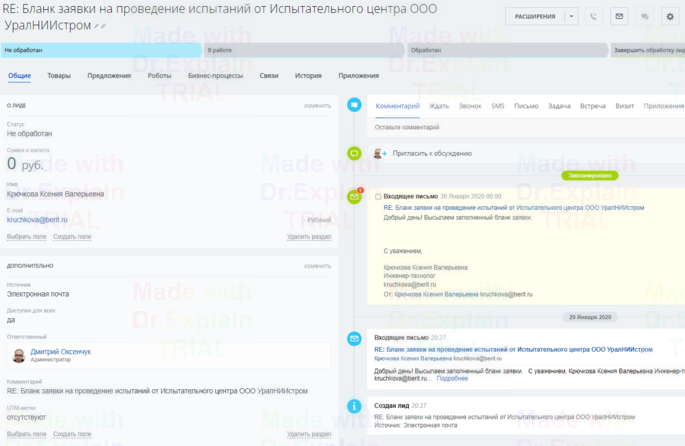 RE: Бланк заявки на проведение испытаний от Испытательного центра ООО
УралНИИстром
РАСШИРЕНИЯ
Не обработан
В работе
Обработан
Завершить обработку лид
Общие
Товары
Предложения
Роботы
Бизнес-процессы
Связи
История
Приложения
О ЛИДЕ
изменить
Статус
Не обработан
Сумма и валюта
0 руб.
Имя
Крючкова Ксения Валерьевна
E-mail
kruchkova@berit.ru
Рабочий
Выбрать поле
Создать поле
Удалить раздел
ДОПОЛНИТЕЛЬНО
изменить
Источник
Электронная почта
Доступен для всех
да
Ответственный
Дмитрий Оксенчук
Администратор
Комментарий
RE: Бланк заявки на проведение испытаний от Испытательного центра ООО УралНИИстром
UTM-метки
отсутствуют
Выбрать поле
Создать поле
Удалить раздел
Комментарий
Ждать
Звонок
SMS
Письмо
Задача
Встреча
Визит
Приложения
Оставьте комментарий
Пригласить к обсуждению
Запланировано
1
Входящее письмо 30 Января 2020 00:00
RE: Бланк заявки на проведение испытаний от Испытательного центра ООО УралНИИстром
Добрый день! Высылаем заполненный бланк заявки.
С уважением,
Крючкова Ксения Валерьевна
Инженер-технолог
kruchkova@berit.ru
От: Крючкова Ксения Валерьевна kruchkova@berit.ru
29 Января 2020
Входящее письмо 20:27
RE: Бланк заявки на проведение испытаний от Испытательного центра ООО УралНИИстром
Крючкова Ксения Валерьевна kruchkova@berit.ru
Добрый день! Высылаем заполненный бланк заявки. С уважением, Крючкова Ксения Валерьевна Инженер-т
kruchkova@berit.ru... Подробнее
Создан лид 20:27
RE: Бланк заявки на проведение испытаний от Испытательного центра ООО УралНИИстром
Источник: Электронная почта
Made with
Dr.Explain
TRIAL